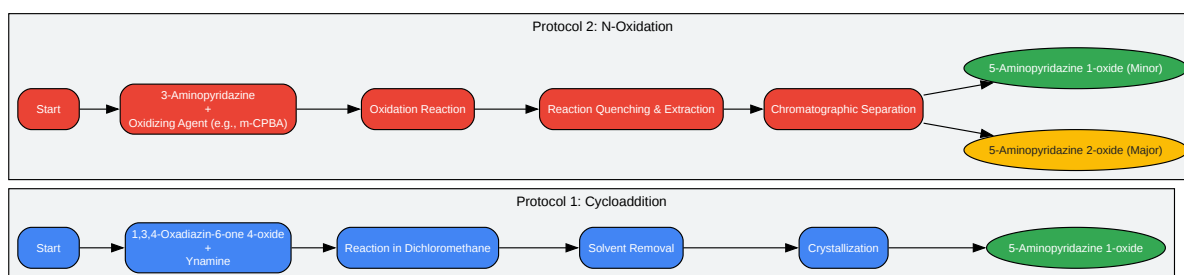 Protocol 2: N-Oxidation
Start
3-Aminopyridazine
+
Oxidizing Agent (e.g., m-CPBA)
Oxidation Reaction
Reaction Quenching & Extraction
Chromatographic Separation
5-Aminopyridazine 1-oxide (Minor)
5-Aminopyridazine 2-oxide (Major)
Protocol 1: Cycloaddition
Start
1,3,4-Oxadiazin-6-one 4-oxide
+
Ynamine
Reaction in Dichloromethane
Solvent Removal
Crystallization
5-Aminopyridazine 1-oxide